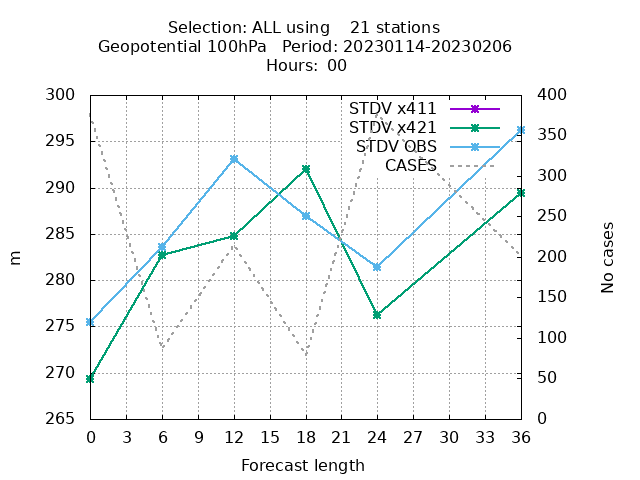 Selection: ALL using    21 stations
Geopotential 100hPa   Period: 20230114-20230206
Hours:  00
300
295
290
285
280
275
270
265
m
STDV x411
STDV x421
STDV OBS
CASES
400
350
300
250
200
150
100
50
0
No cases
0 3 6 9 12 15 18 21 24 27 30 33 36
Forecast length